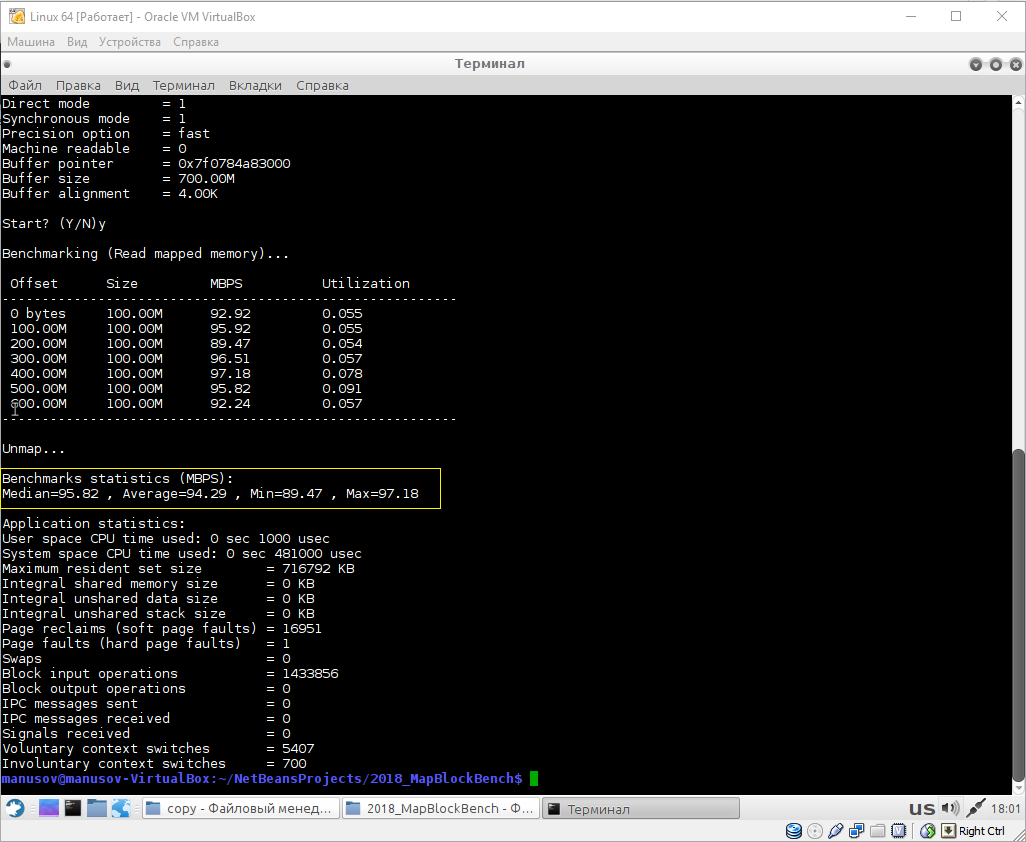 Linux 64 [Работает] - Oracle VM VirtualBox
Машина Вид Устройства Справка
Терминал
Файл Правка Вид Терминал Вкладки Справка
Direct mode = 1
Synchronous mode = 1
Precision option = fast
Machine readable = 0
Buffer pointer = 0x7f0784a83000
Buffer size = 700.00M
Buffer alignment = 4.00K
Start? (Y/N)y
Benchmarking (Read mapped memory)...
Offset Size MBPS Utilization
---------------------------------------------------------
0 bytes 100.00M 92.92 0.055
100.00M 100.00M 95.92 0.055
200.00M 100.00M 89.47 0.054
300.00M 100.00M 96.51 0.057
400.00M 100.00M 97.18 0.078
500.00M 100.00M 95.82 0.091
600.00M 100.00M 92.24 0.057
---------------------------------------------------------
Unmap...
Benchmarks statistics (MBPS):
Median=95.82 , Average=94.29 , Min=89.47 , Max=97.18
Application statistics:
User space CPU time used: 0 sec 1000 usec
System space CPU time used: 0 sec 481000 usec
Maximum resident set size = 716792 KB
Integral shared memory size = 0 KB
Integral unshared data size = 0 KB
Integral unshared stack size = 0 KB
Page reclaims (soft page faults) = 16951
Page faults (hard page faults) = 1
Swaps = 0
Block input operations = 1433856
Block output operations = 0
IPC messages sent = 0
IPC messages received = 0
Signals received = 0
Voluntary context switches = 5407
Involuntary context switches = 700
manusov@manusov-VirtualBox:~/NetBeansProjects/2018_MapBlockBench$
copy - Файловый менед... 2018_MapBlockBench - Ф... Терминал us 18:01
Right Ctrl